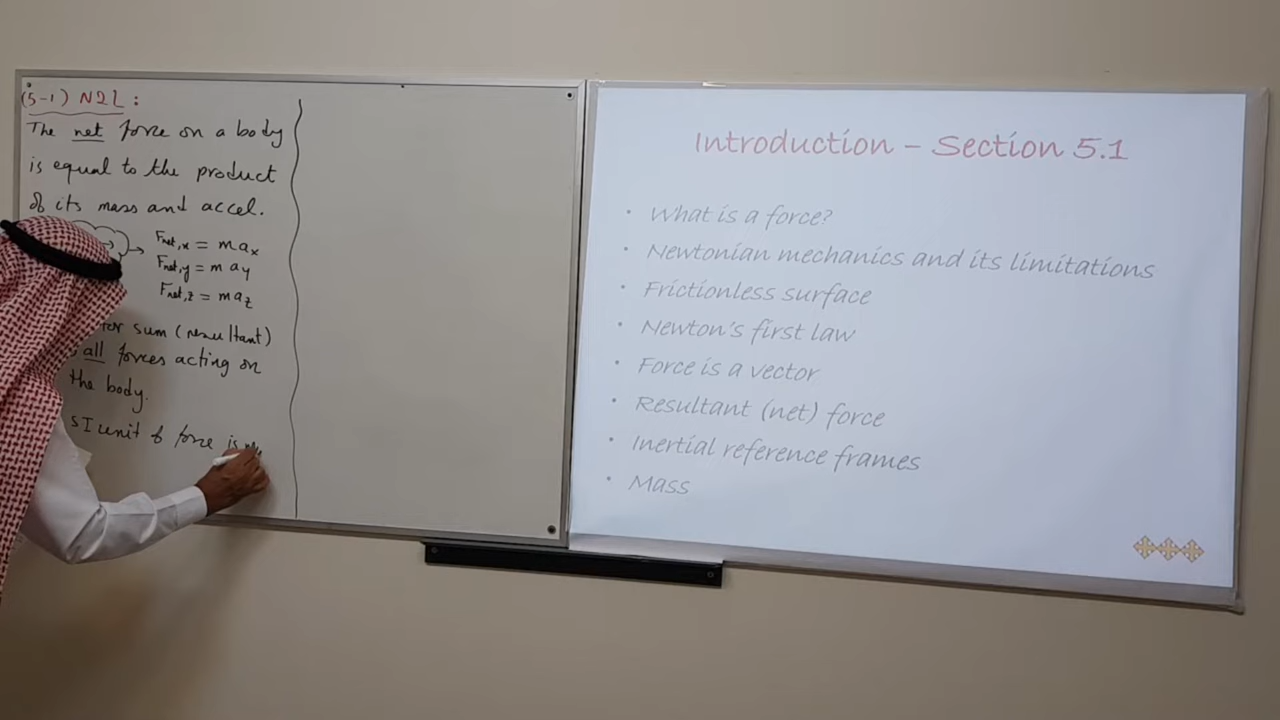 (5-1) N2L :
The net force on a body
is equal to the product
of its mass and accel.
Fnet,x = m ax
Fnet,y = m ay
Fnet,z = m az
sum (resultant)
all forces acting on
the body.
SI unit of force is
Introduction – Section 5.1
• What is a force?
• Newtonian mechanics and its limitations
• Frictionless surface
• Newton's first law
• Force is a vector
• Resultant (net) force
• Inertial reference frames
• Mass